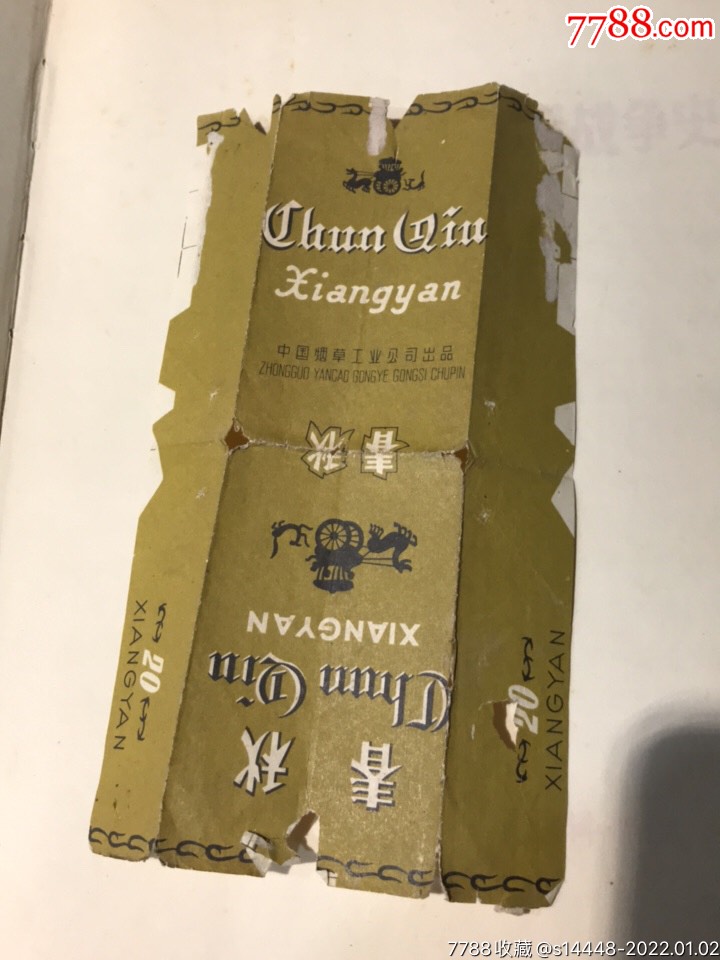 7788.com
Chun Qiu
Xiangyan
中国烟草工业公司出品
ZHONGGUO YANCAO GONGYE GONGSI CHUPIN
春秋
XIANGYAN
Chun Qiu
春秋
20
XIANGYAN
20
XIANGYAN
7788收藏 @s14448-2022.01.02